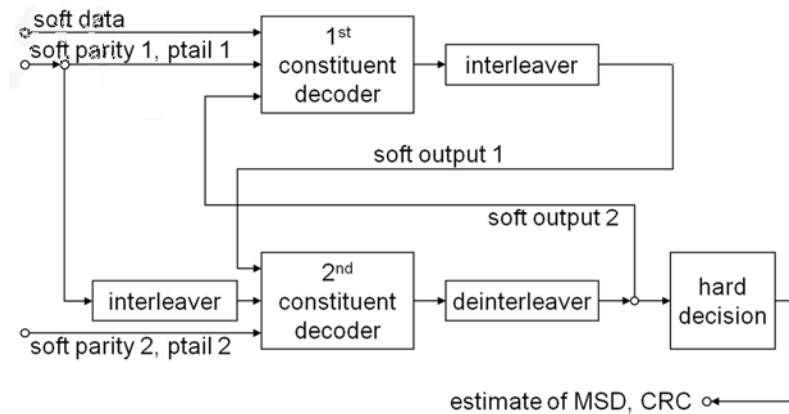 soft data
soft parity 1, ptail 1
1st
constituent
decoder
interleaver
soft output 1
soft output 2
2nd
constituent
decoder
interleaver
deinterleaver
hard
decision
soft parity 2, ptail 2
estimate of MSD, CRC